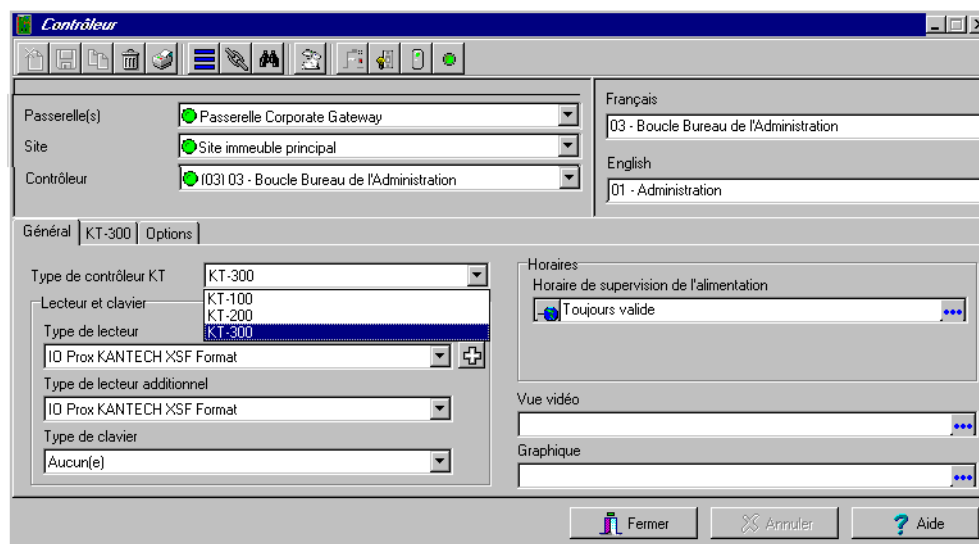 Contrôleur
Passerelle(s)
Passerelle Corporate Gateway
Site
Site immeuble principal
Contrôleur
(03) 03 - Boucle Bureau de l'Administration
Français
03 - Boucle Bureau de l'Administration
English
01 - Administration
Général
KT-300
Options
Type de contrôleur KT
KT-300
KT-100
KT-200
KT-300
Lecteur et clavier
Type de lecteur
IO Prox KANTECH XSF Format
Type de lecteur additionnel
IO Prox KANTECH XSF Format
Type de clavier
Aucun(e)
Horaires
Horaire de supervision de l'alimentation
Toujours valide
Vue vidéo
Graphique
Fermer
Annuler
Aide